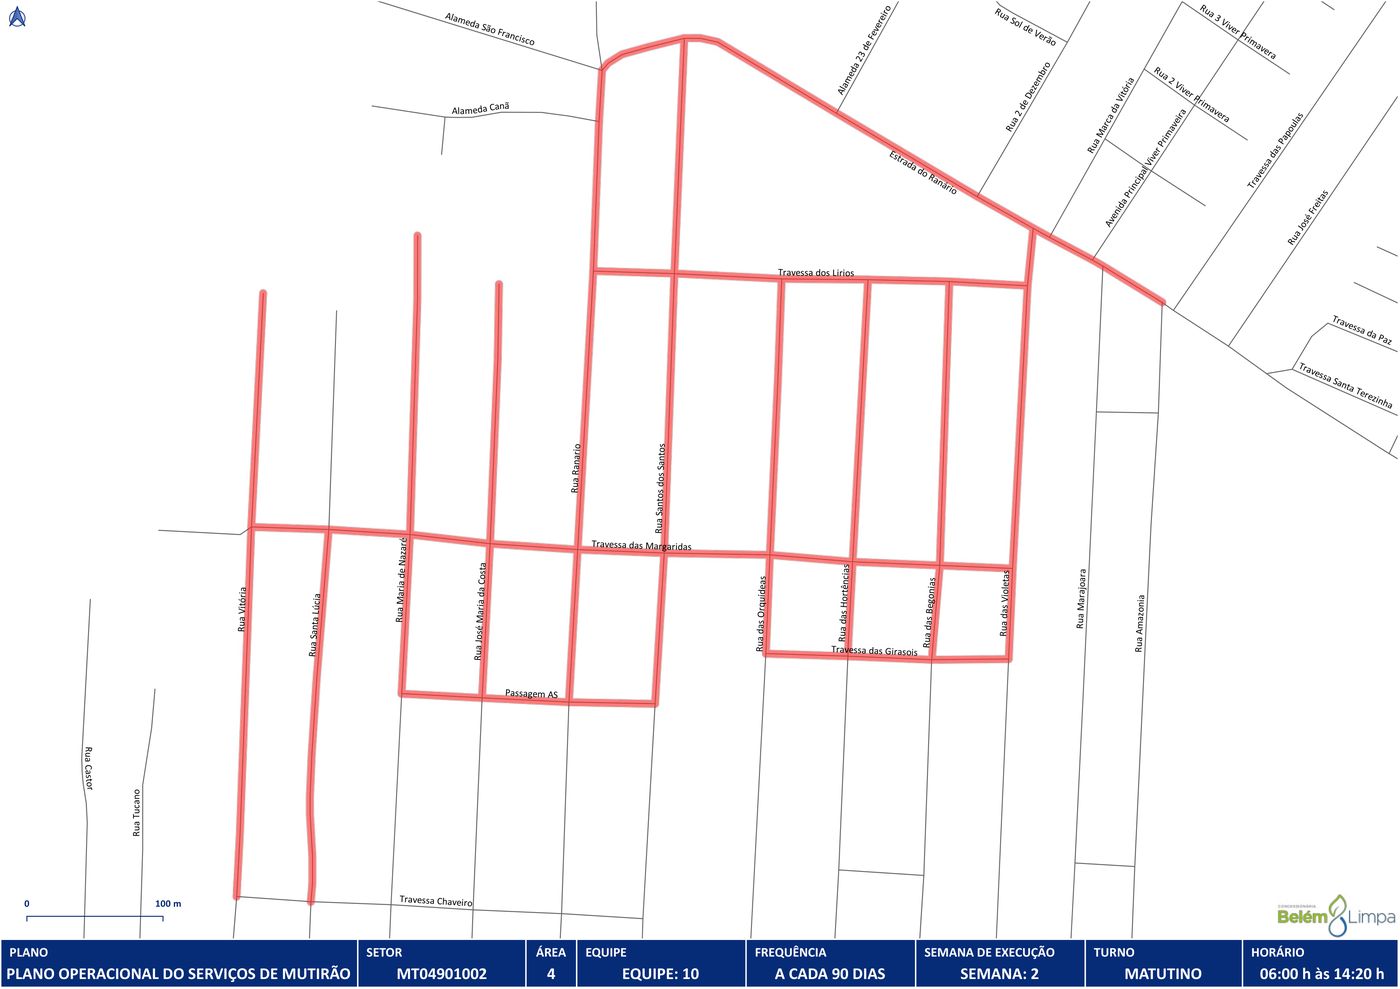 Alameda São Francisco
Alameda 23 de Fevereiro
Rua Sol de Verão
Rua 3 Viver Primavera
Rua 2 de Dezembro
Rua Marca da Vitória
Rua 2 Viver Primavera
Alameda Canã
Estrada do Ranário
Avenida Principal Viver Primaveira
Travessa das Papoulas
Rua José Freitas
Travessa dos Lirios
Travessa da Paz
Travessa Santa Terezinha
Rua Ranario
Rua Santos dos Santos
Travessa das Margaridas
Rua Vitória
Rua Santa Lúcia
Rua Maria de Nazaré
Rua José Maria da Costa
Rua das Orquideas
Rua das Hortências
Rua das Begonias
Rua das Violetas
Rua Marajoara
Rua Amazonia
Travessa das Girasois
Passagem AS
Rua Castor
Rua Tucano
Travessa Chaveiro
0 100 m
CONCESSIONÁRIA
Belém Limpa
PLANO
PLANO OPERACIONAL DO SERVIÇOS DE MUTIRÃO
SETOR
MT04901002
ÁREA
4
EQUIPE
EQUIPE: 10
FREQUÊNCIA
A CADA 90 DIAS
SEMANA DE EXECUÇÃO
SEMANA: 2
TURNO
MATUTINO
HORÁRIO
06:00 h às 14:20 h